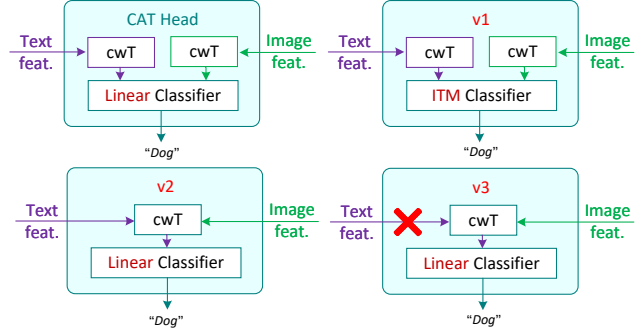 CAT Head
Text
feat.
cwT
cwT
Image
feat.
Linear Classifier
“Dog”
v1
Text
feat.
cwT
cwT
Image
feat.
ITM Classifier
“Dog”
v2
Text
feat.
cwT
Image
feat.
Linear Classifier
“Dog”
v3
Text
feat.
cwT
Image
feat.
Linear Classifier
“Dog”